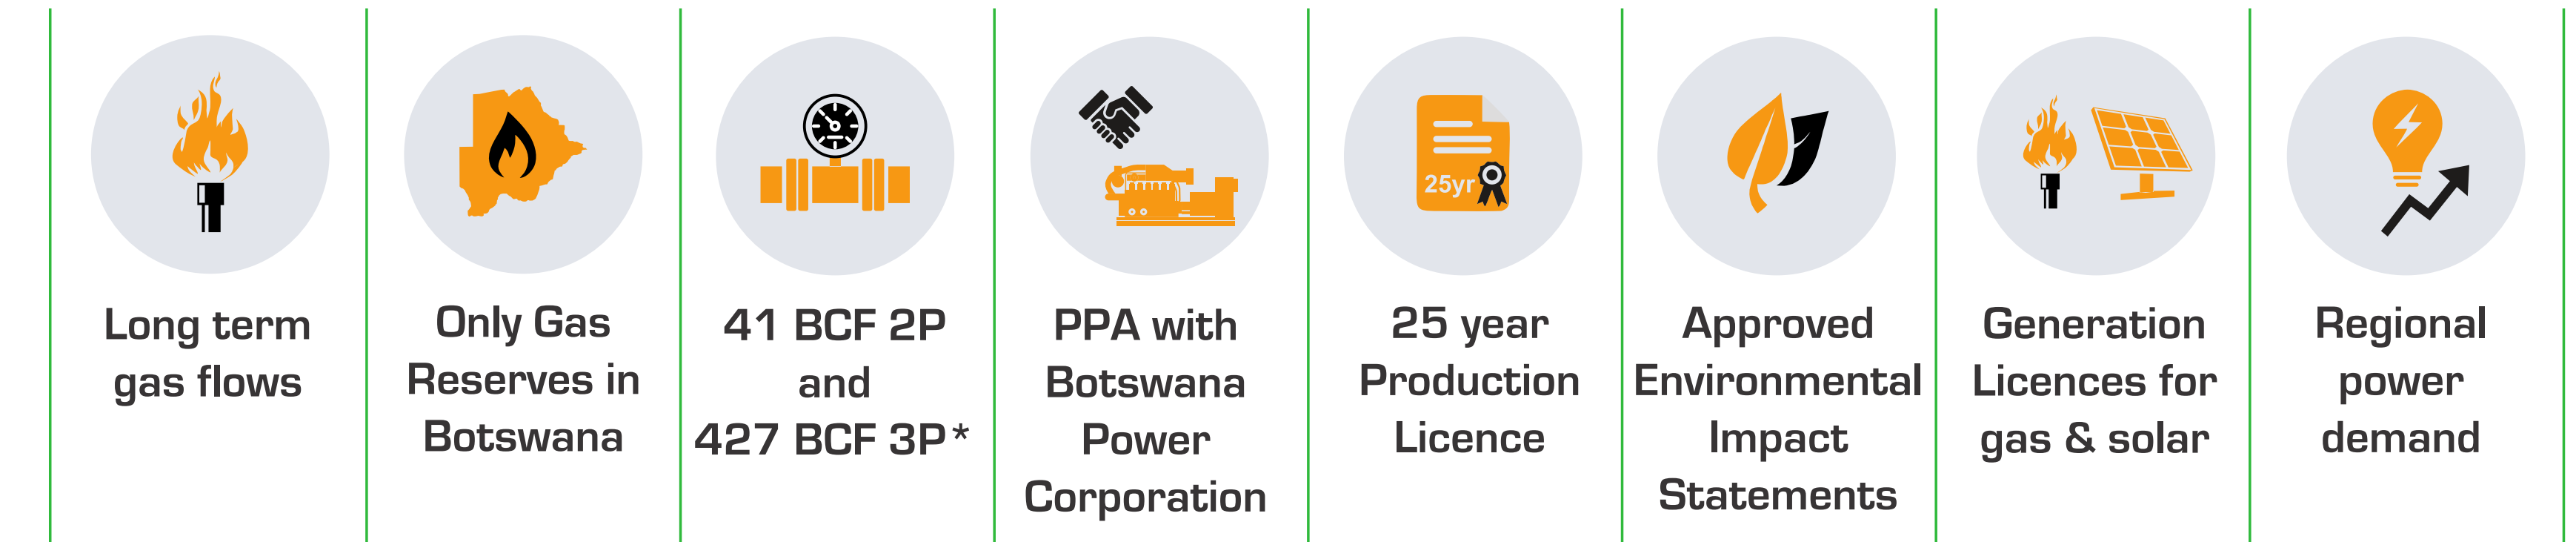 Long term
gas flows
Only Gas
Reserves in
Botswana
41 BCF 2P
and
427 BCF 3P*
PPA with
Botswana
Power
Corporation
25yr
25 year
Production
Licence
Approved
Environmental
Impact
Statements
Generation
Licences for
gas & solar
Regional
power
demand